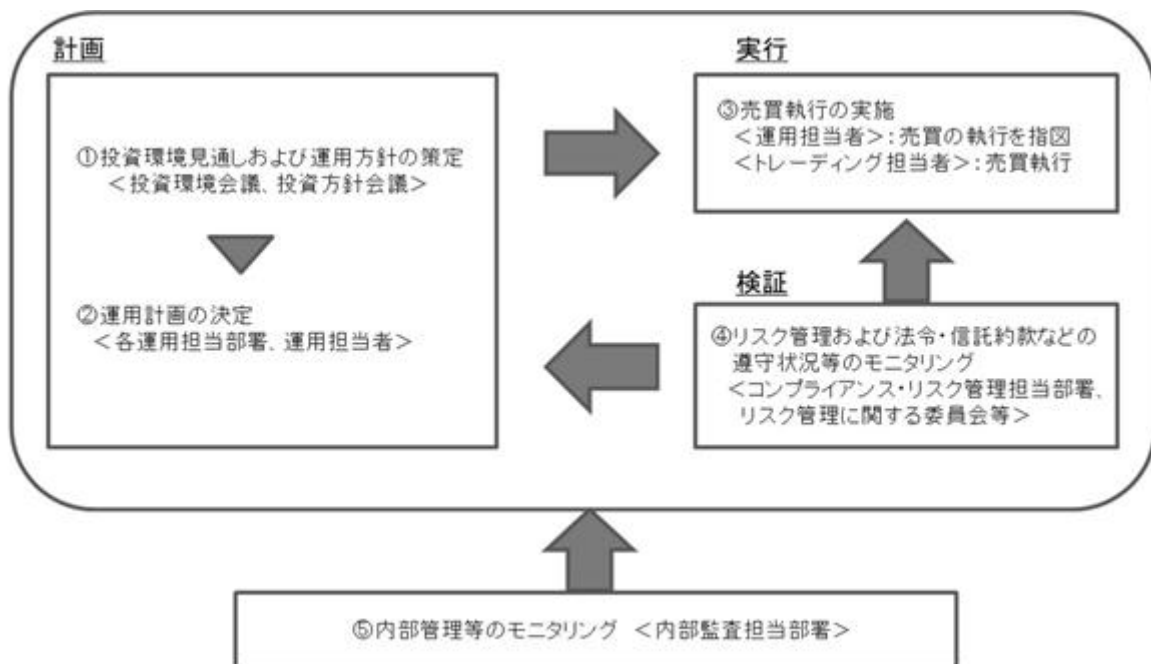 計画
①投資環境見通しおよび運用方針の策定
＜投資環境会議、投資方針会議＞
②運用計画の決定
＜各運用担当部署、運用担当者＞
実行
③売買執行の実施
＜運用担当者＞：売買の執行を指図
＜トレーディング担当者＞：売買執行
検証
④リスク管理および法令・信託約款などの
遵守状況等のモニタリング
＜コンプライアンス・リスク管理担当部署、
リスク管理に関する委員会等＞
⑤内部管理等のモニタリング ＜内部監査担当部署＞